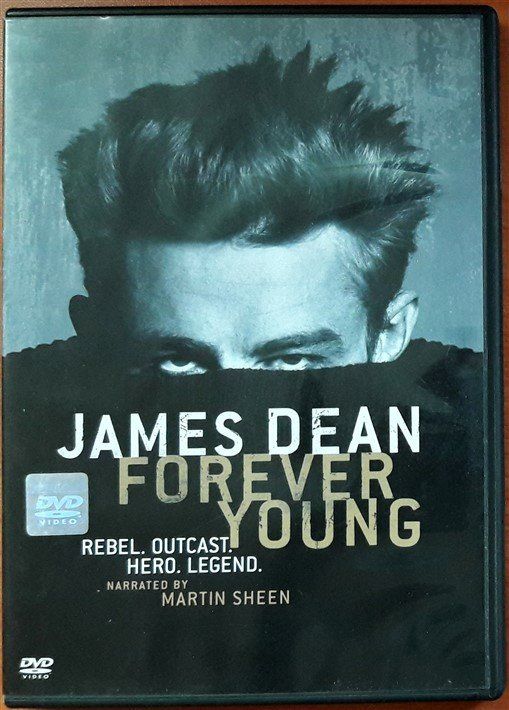 JAMES DEAN
FOREVER
YOUNG
DVD
VIDEO
REBEL. OUTCAST.
HERO. LEGEND.
NARRATED BY
MARTIN SHEEN
DVD
VIDEO